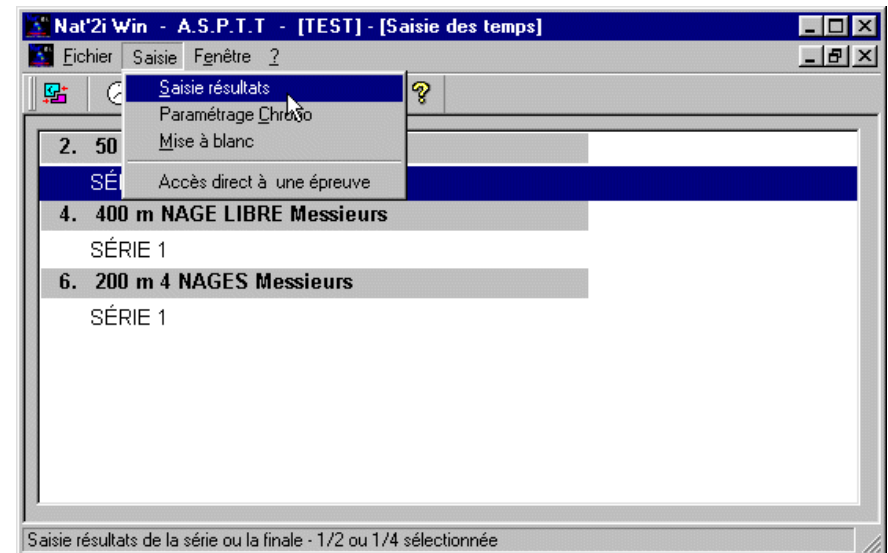 Nat'2i Win - A.S.P.T.T - [TEST] - [Saisie des temps]
Fichier Saisie Fenêtre ?
Saisie résultats
Paramétrage Chrono
Mise à blanc
Accès direct à une épreuve
2. 50
4. 400 m NAGE LIBRE Messieurs
SÉRIE 1
6. 200 m 4 NAGES Messieurs
SÉRIE 1
Saisie résultats de la série ou la finale - 1/2 ou 1/4 sélectionnée